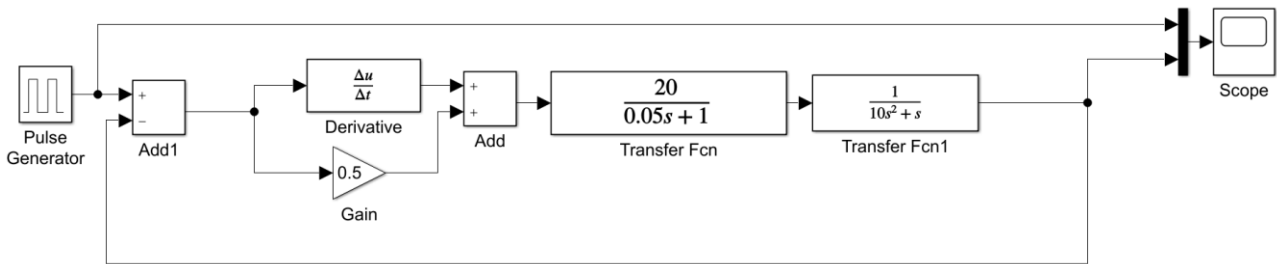 Pulse
Generator
+
−
Add1
Δu
Δt
Derivative
0.5
Gain
+
+
Add
20
0.05s + 1
Transfer Fcn
1
10s² + s
Transfer Fcn1
Scope